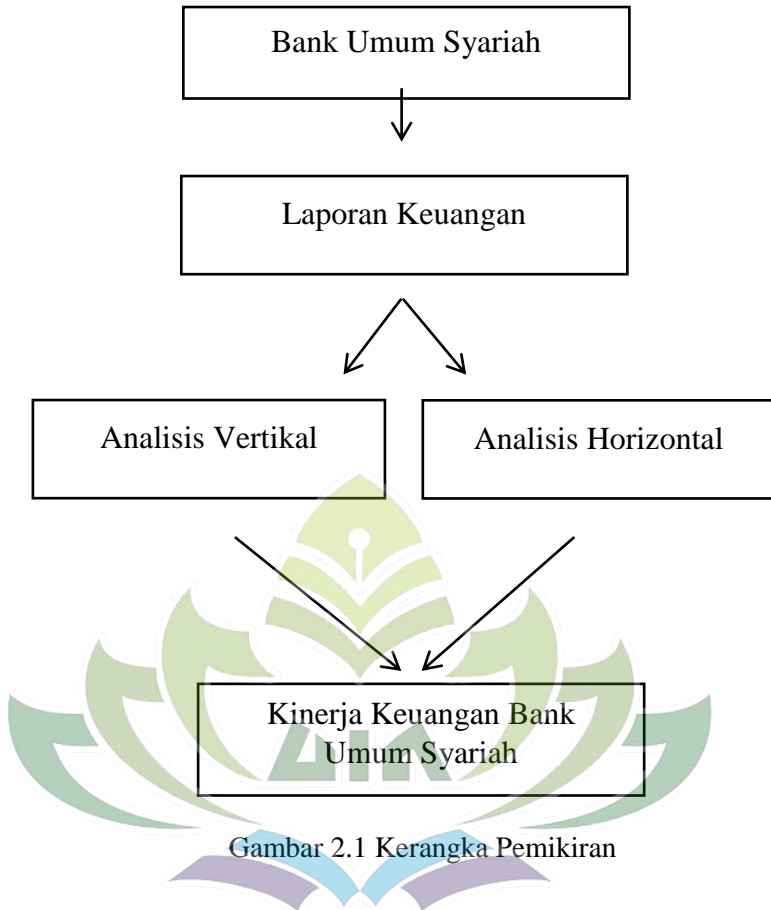 Bank Umum Syariah
Laporan Keuangan
Analisis Vertikal
Analisis Horizontal
Kinerja Keuangan Bank
Umum Syariah
UIN
Gambar 2.1 Kerangka Pemikiran